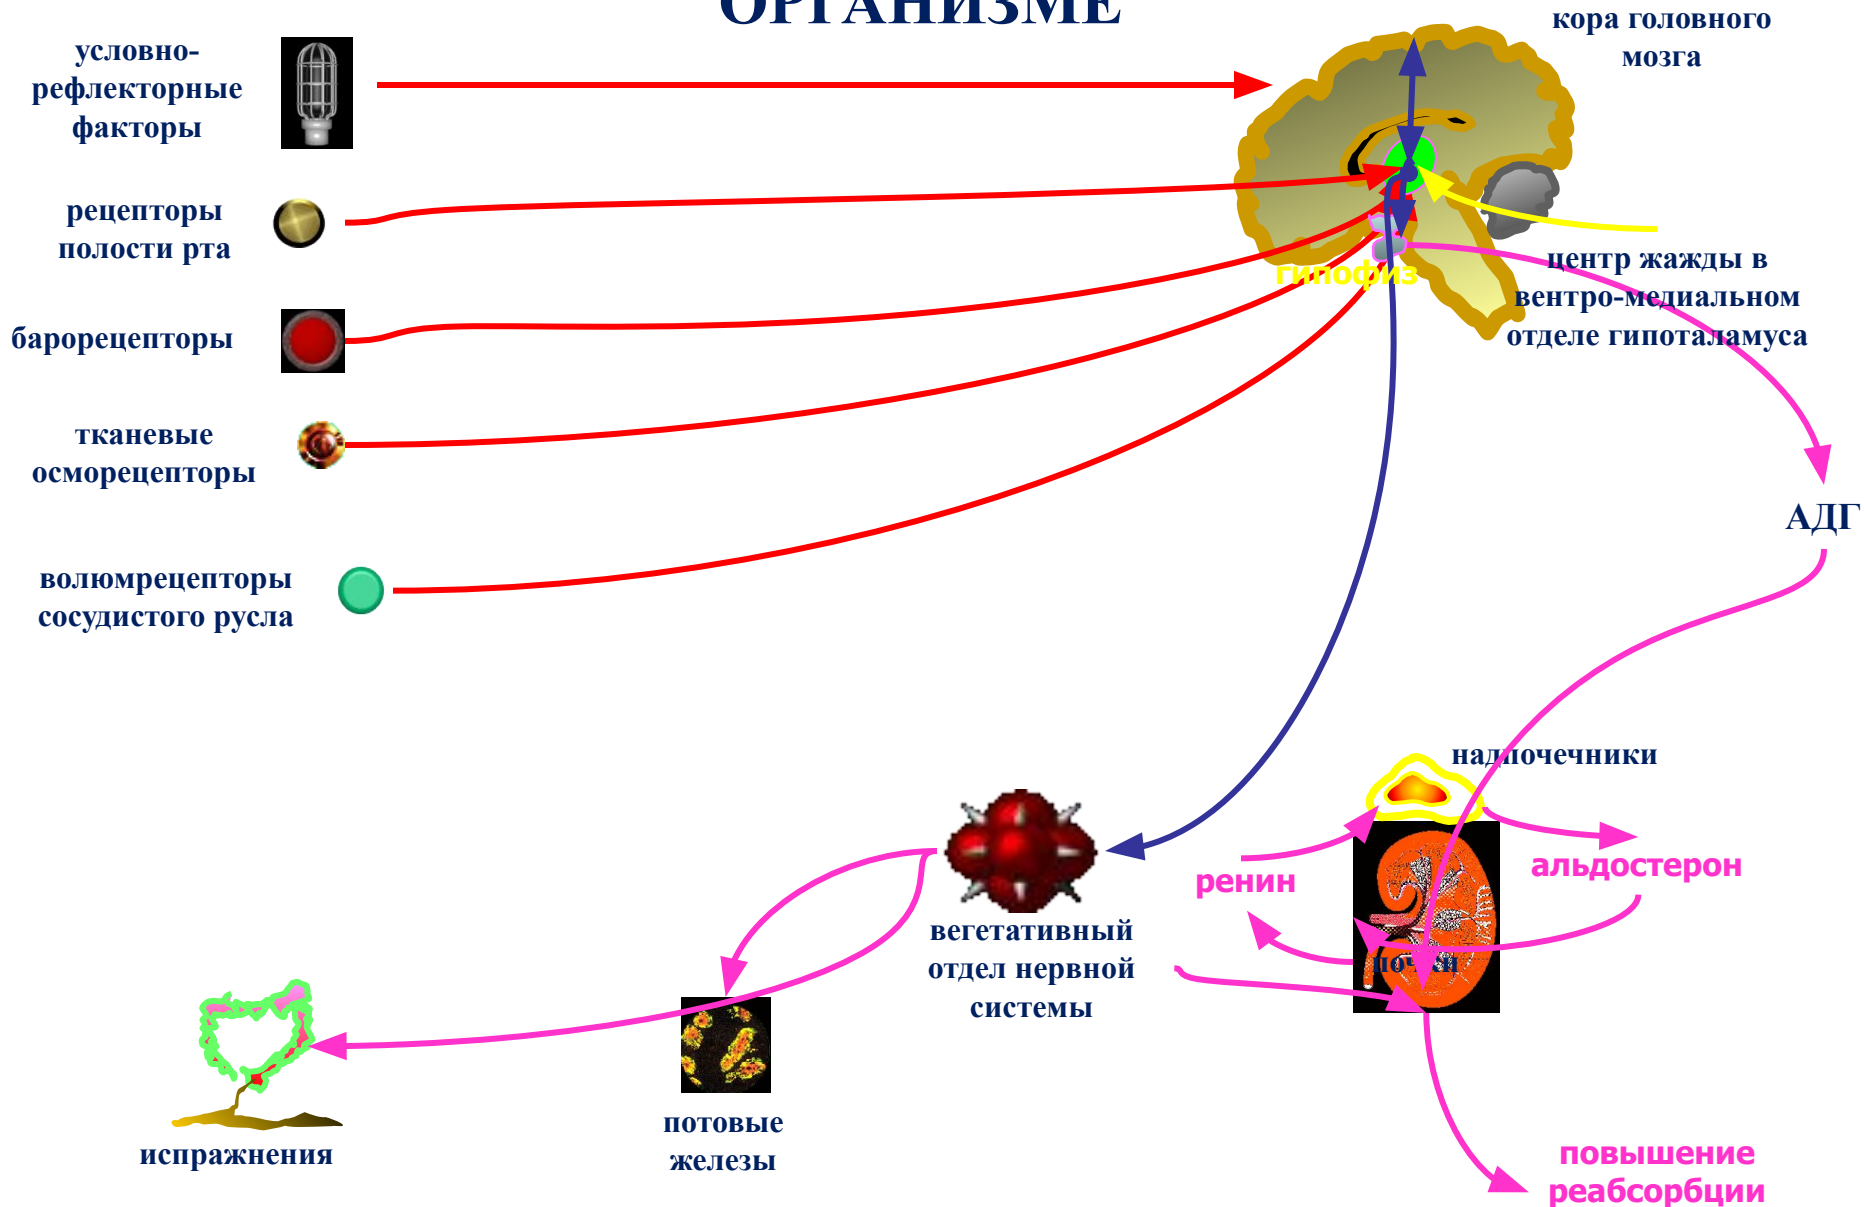 ОРГАНИЗМЕ
кора головного
мозга
условно-
рефлекторные
факторы
рецепторы
полости рта
гипофиз
центр жажды в
вентро-медиальном
отделе гипоталамуса
барорецепторы
тканевые
осморецепторы
АДГ
волюмрецепторы
сосудистого русла
надпочечники
ренин
альдостерон
вегетативный
отдел нервной
системы
почки
потовые
железы
испражнения
повышение
реабсорбции